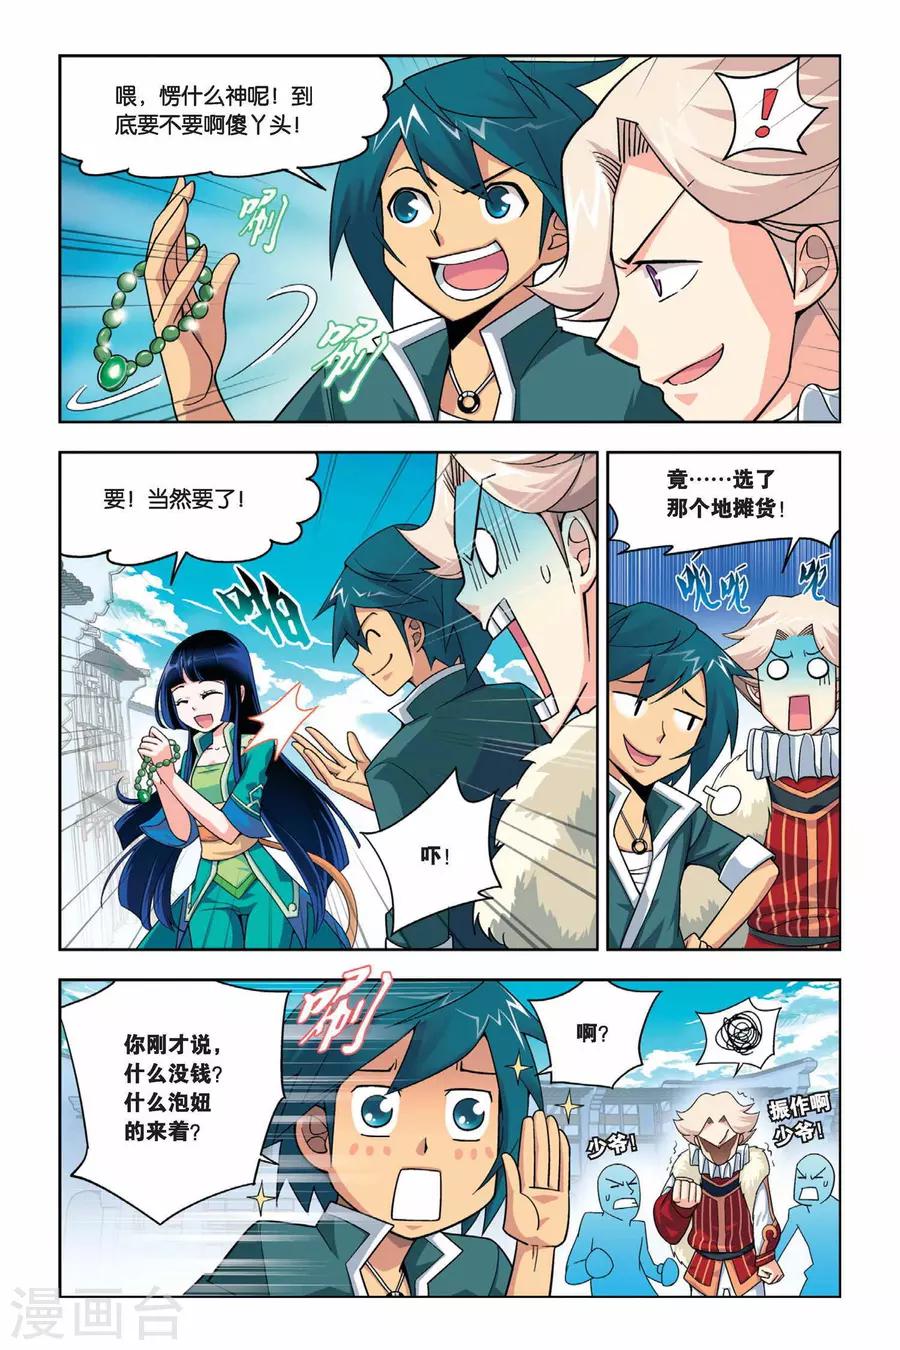 喂，愣什么神呢！到
底要不要啊傻丫头！
！
唰
唰
要！当然要了！
啪
吓！
竟……选了
那个地摊货！
呃
呃
呃
唰
你刚才说，
什么没钱？
什么泡妞
的来着？
啊？
少爷！
振作啊
少爷！
漫画台